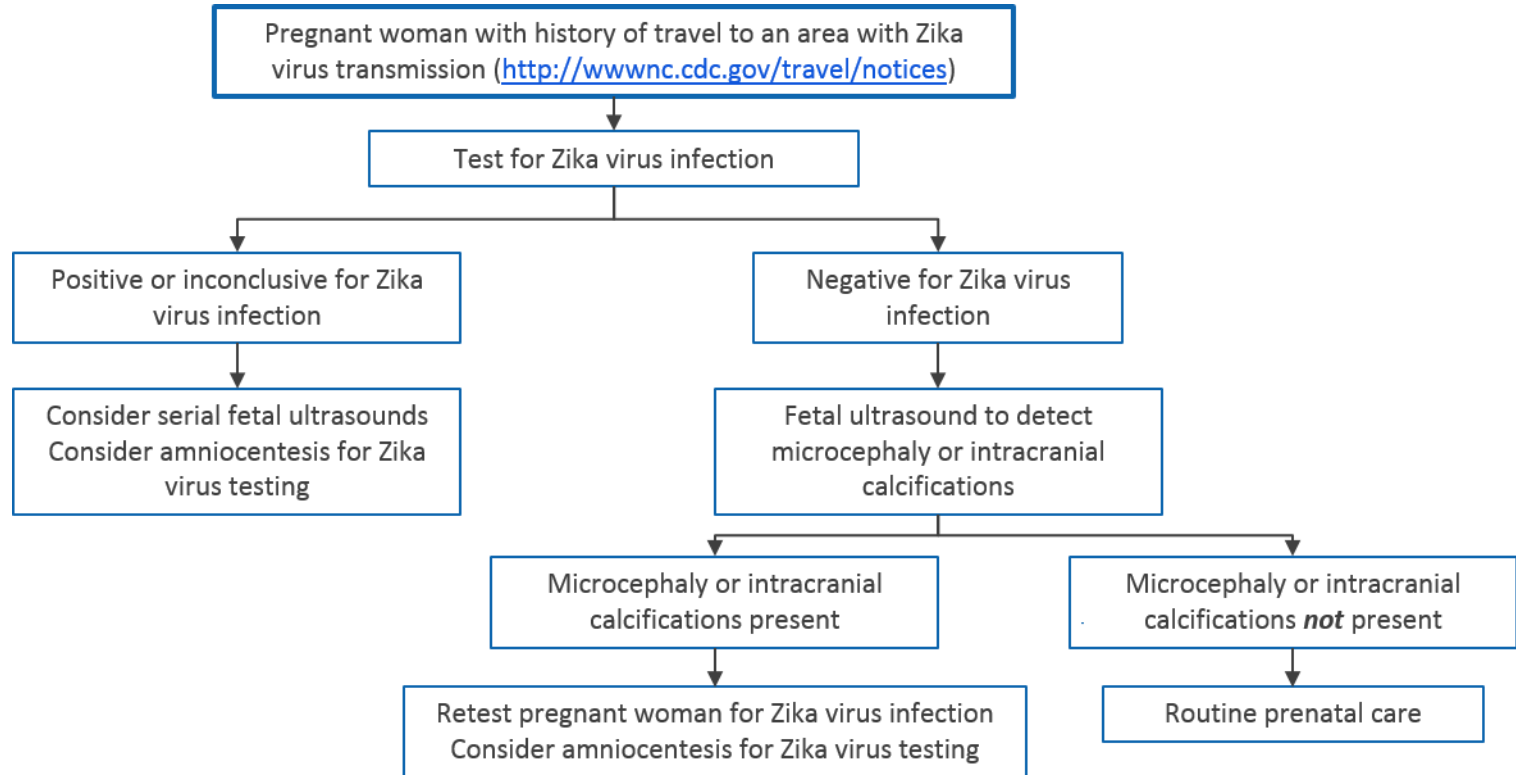 Pregnant woman with history of travel to an area with Zika
virus transmission (http://wwwnc.cdc.gov/travel/notices)
Test for Zika virus infection
Positive or inconclusive for Zika
virus infection
Negative for Zika virus
infection
Consider serial fetal ultrasounds
Consider amniocentesis for Zika
virus testing
Fetal ultrasound to detect
microcephaly or intracranial
calcifications
Microcephaly or intracranial
calcifications present
Microcephaly or intracranial
calcifications not present
Retest pregnant woman for Zika virus infection
Consider amniocentesis for Zika virus testing
Routine prenatal care